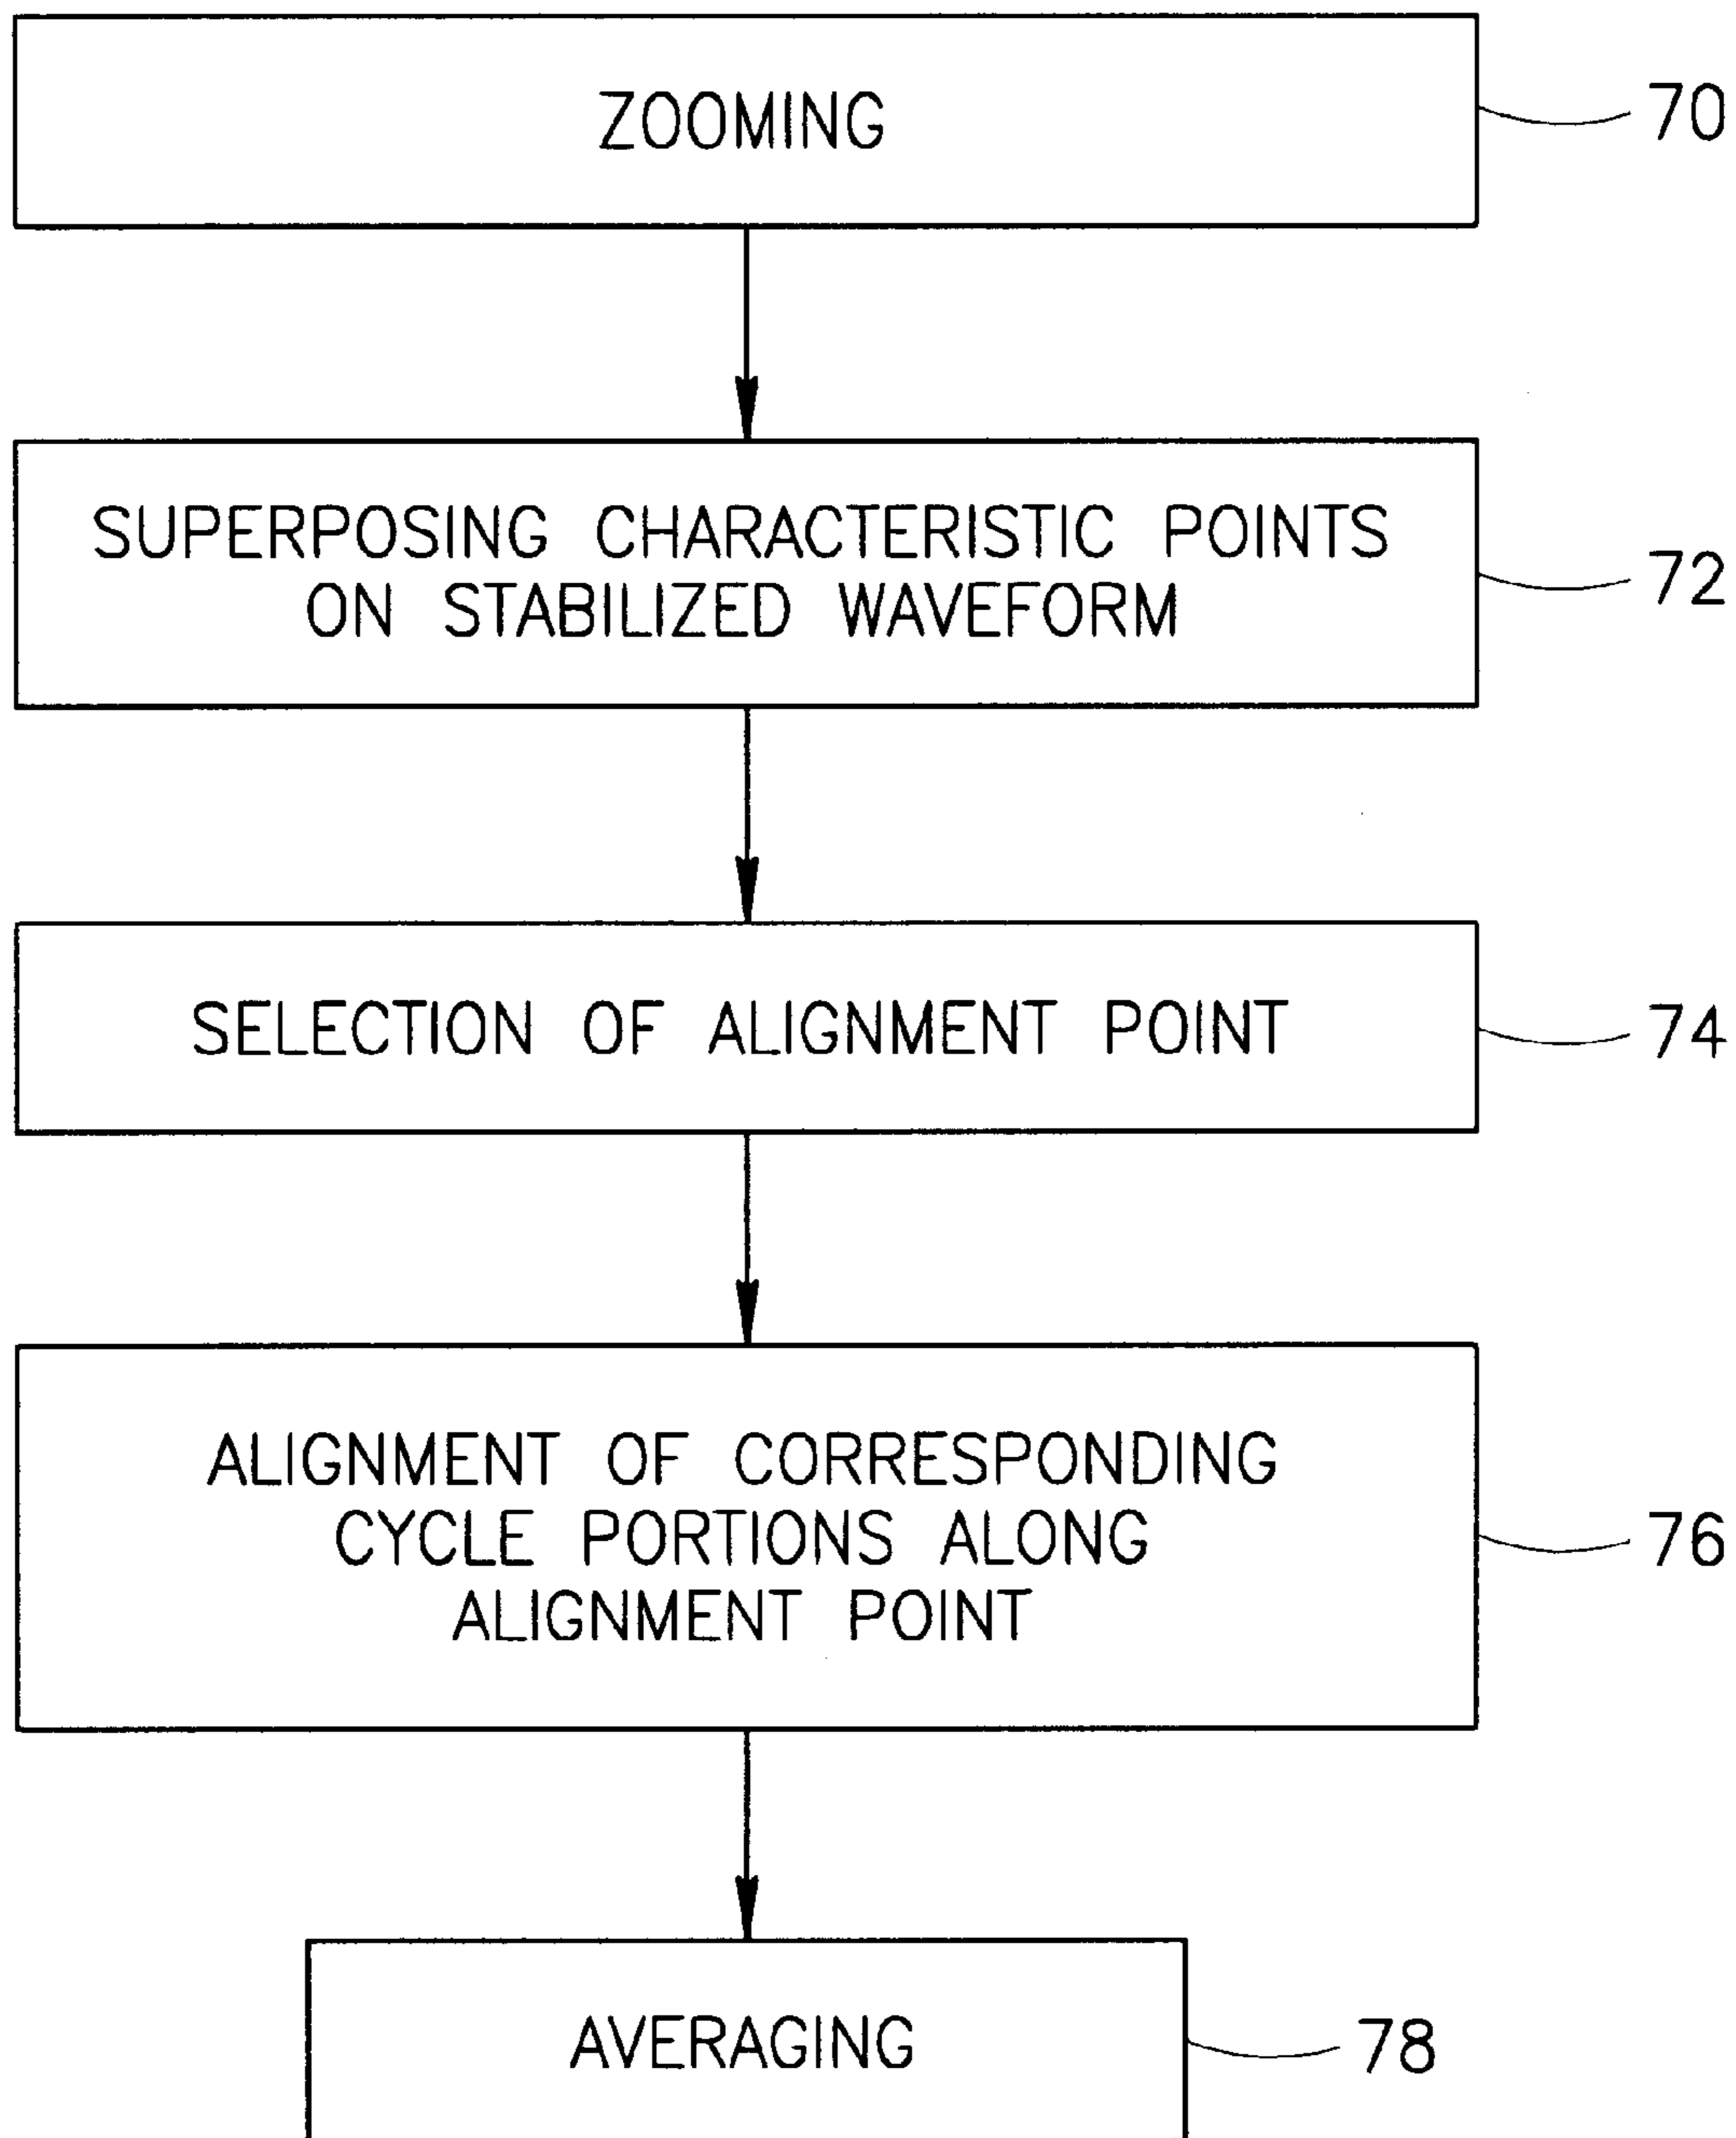 ZOOMING
70
SUPERPOSING CHARACTERISTIC POINTS
ON STABILIZED WAVEFORM
72
SELECTION OF ALIGNMENT POINT
74
ALIGNMENT OF CORRESPONDING
CYCLE PORTIONS ALONG
ALIGNMENT POINT
76
AVERAGING
78